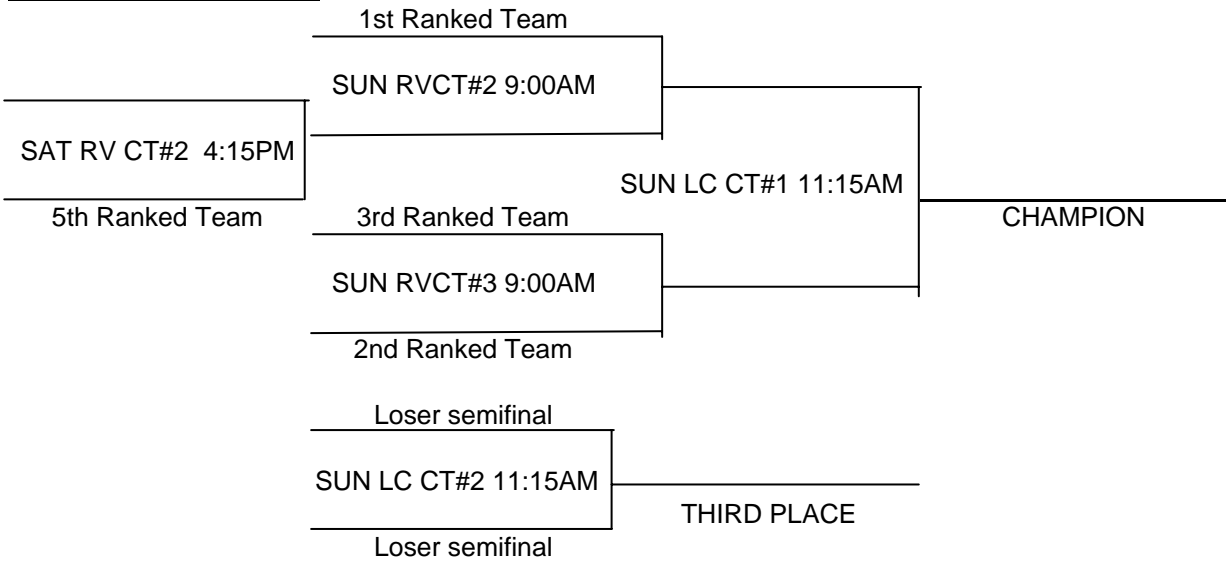 1st Ranked Team
SUN RVCT#2 9:00AM
SAT RV CT#2 4:15PM
SUN LC CT#1 11:15AM
5th Ranked Team
3rd Ranked Team
CHAMPION
SUN RVCT#3 9:00AM
2nd Ranked Team
Loser semifinal
SUN LC CT#2 11:15AM
THIRD PLACE
Loser semifinal